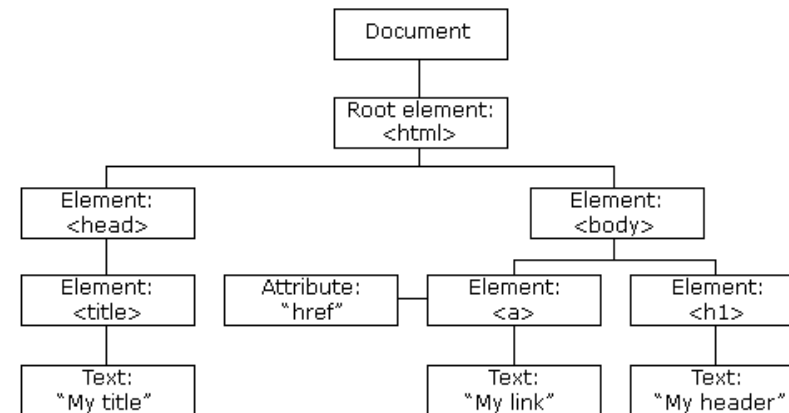 Document
Root element:
<html>
Element:
<head>
Element:
<body>
Element:
<title>
Attribute:
“href”
Element:
<a>
Element:
<h1>
Text:
“My title”
Text:
“My link”
Text:
“My header”